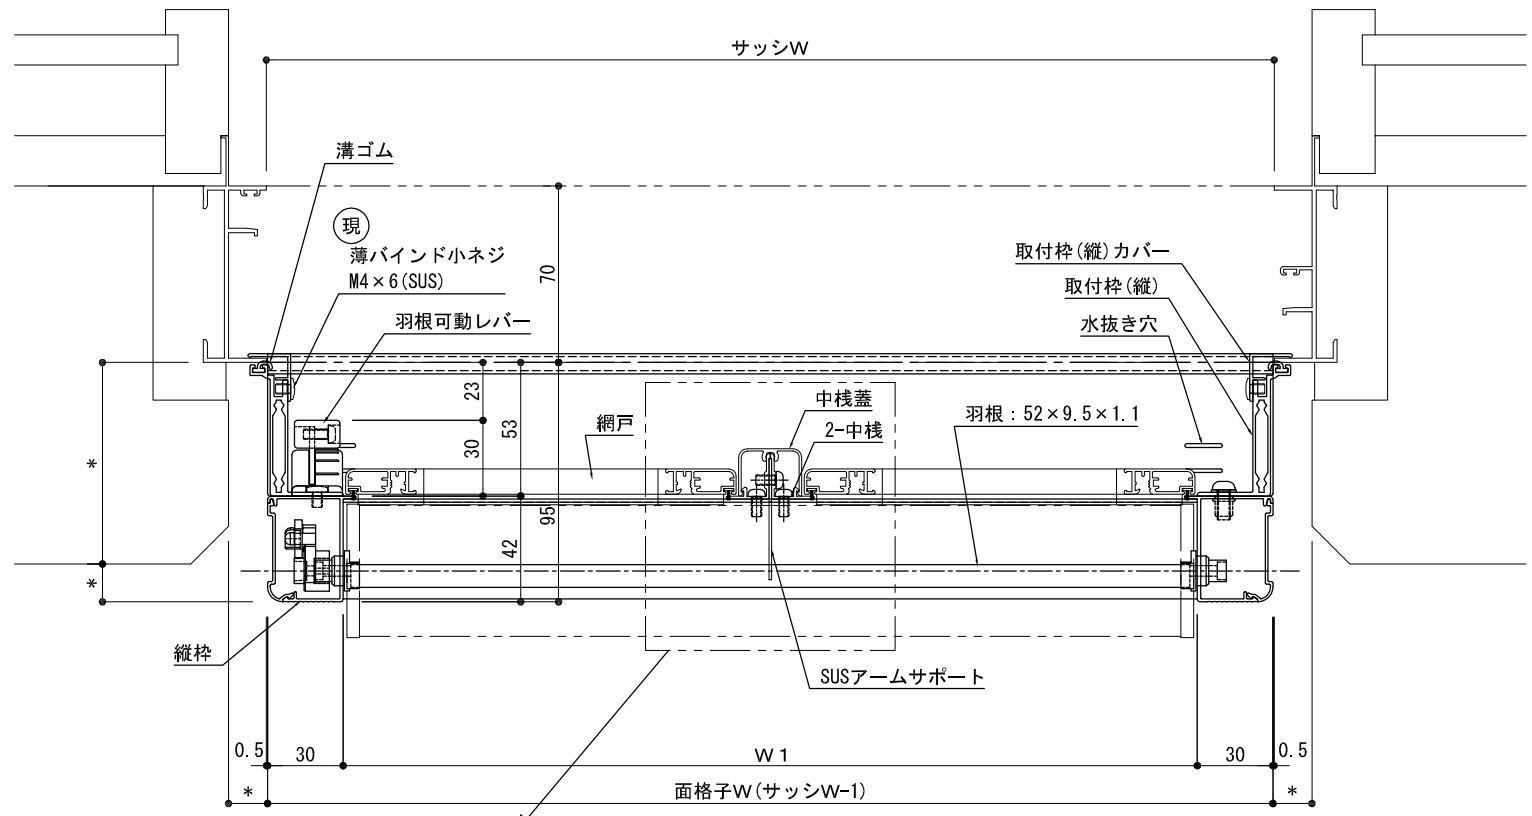 サッシW
溝ゴム
現
薄バインド小ネジ
M4×6(SUS)
羽根可動レバー
取付枠(縦)カバー
取付枠(縦)
水抜き穴
70
23
30
53
中桟蓋
2-中桟
網戸
羽根：52×9.5×1.1
*
*
42
95
縦枠
SUSアームサポート
0.5
30
W1
30
0.5
*
面格子W(サッシW-1)
*